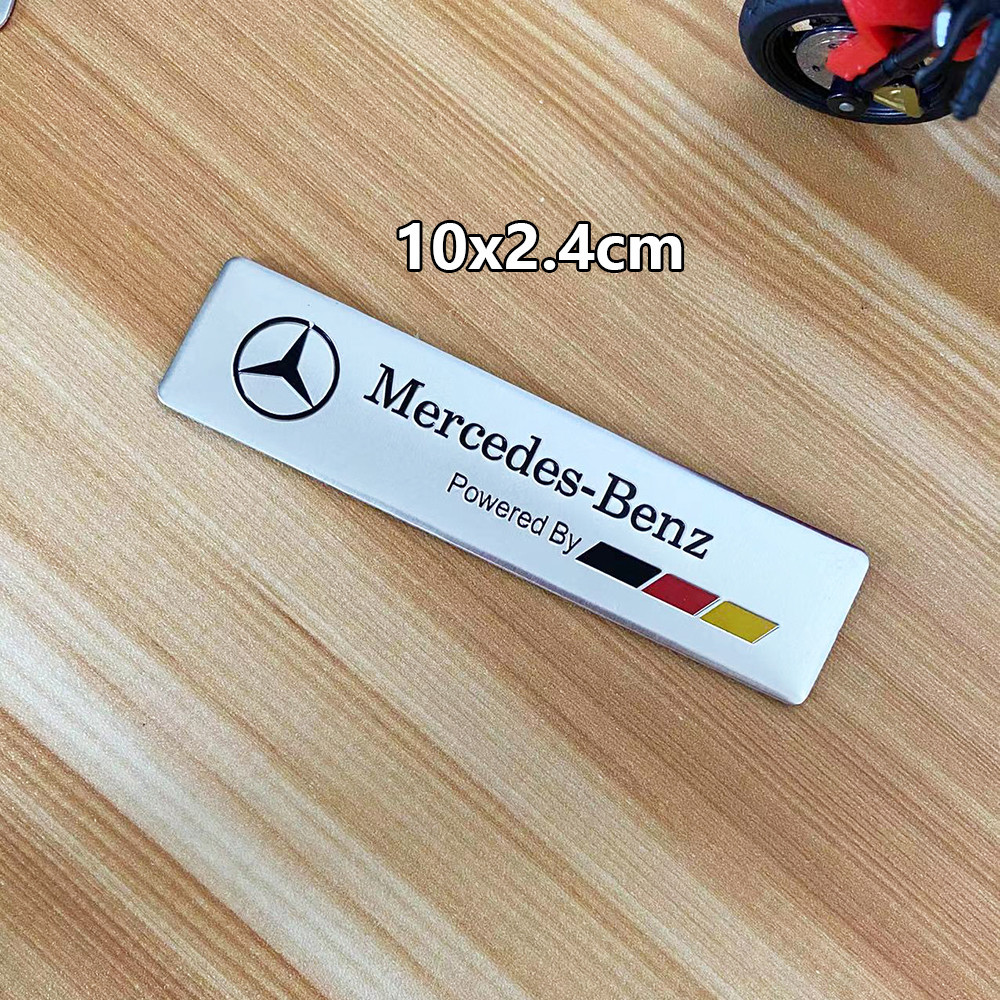 10x2.4cm
Mercedes-Benz
Powered By